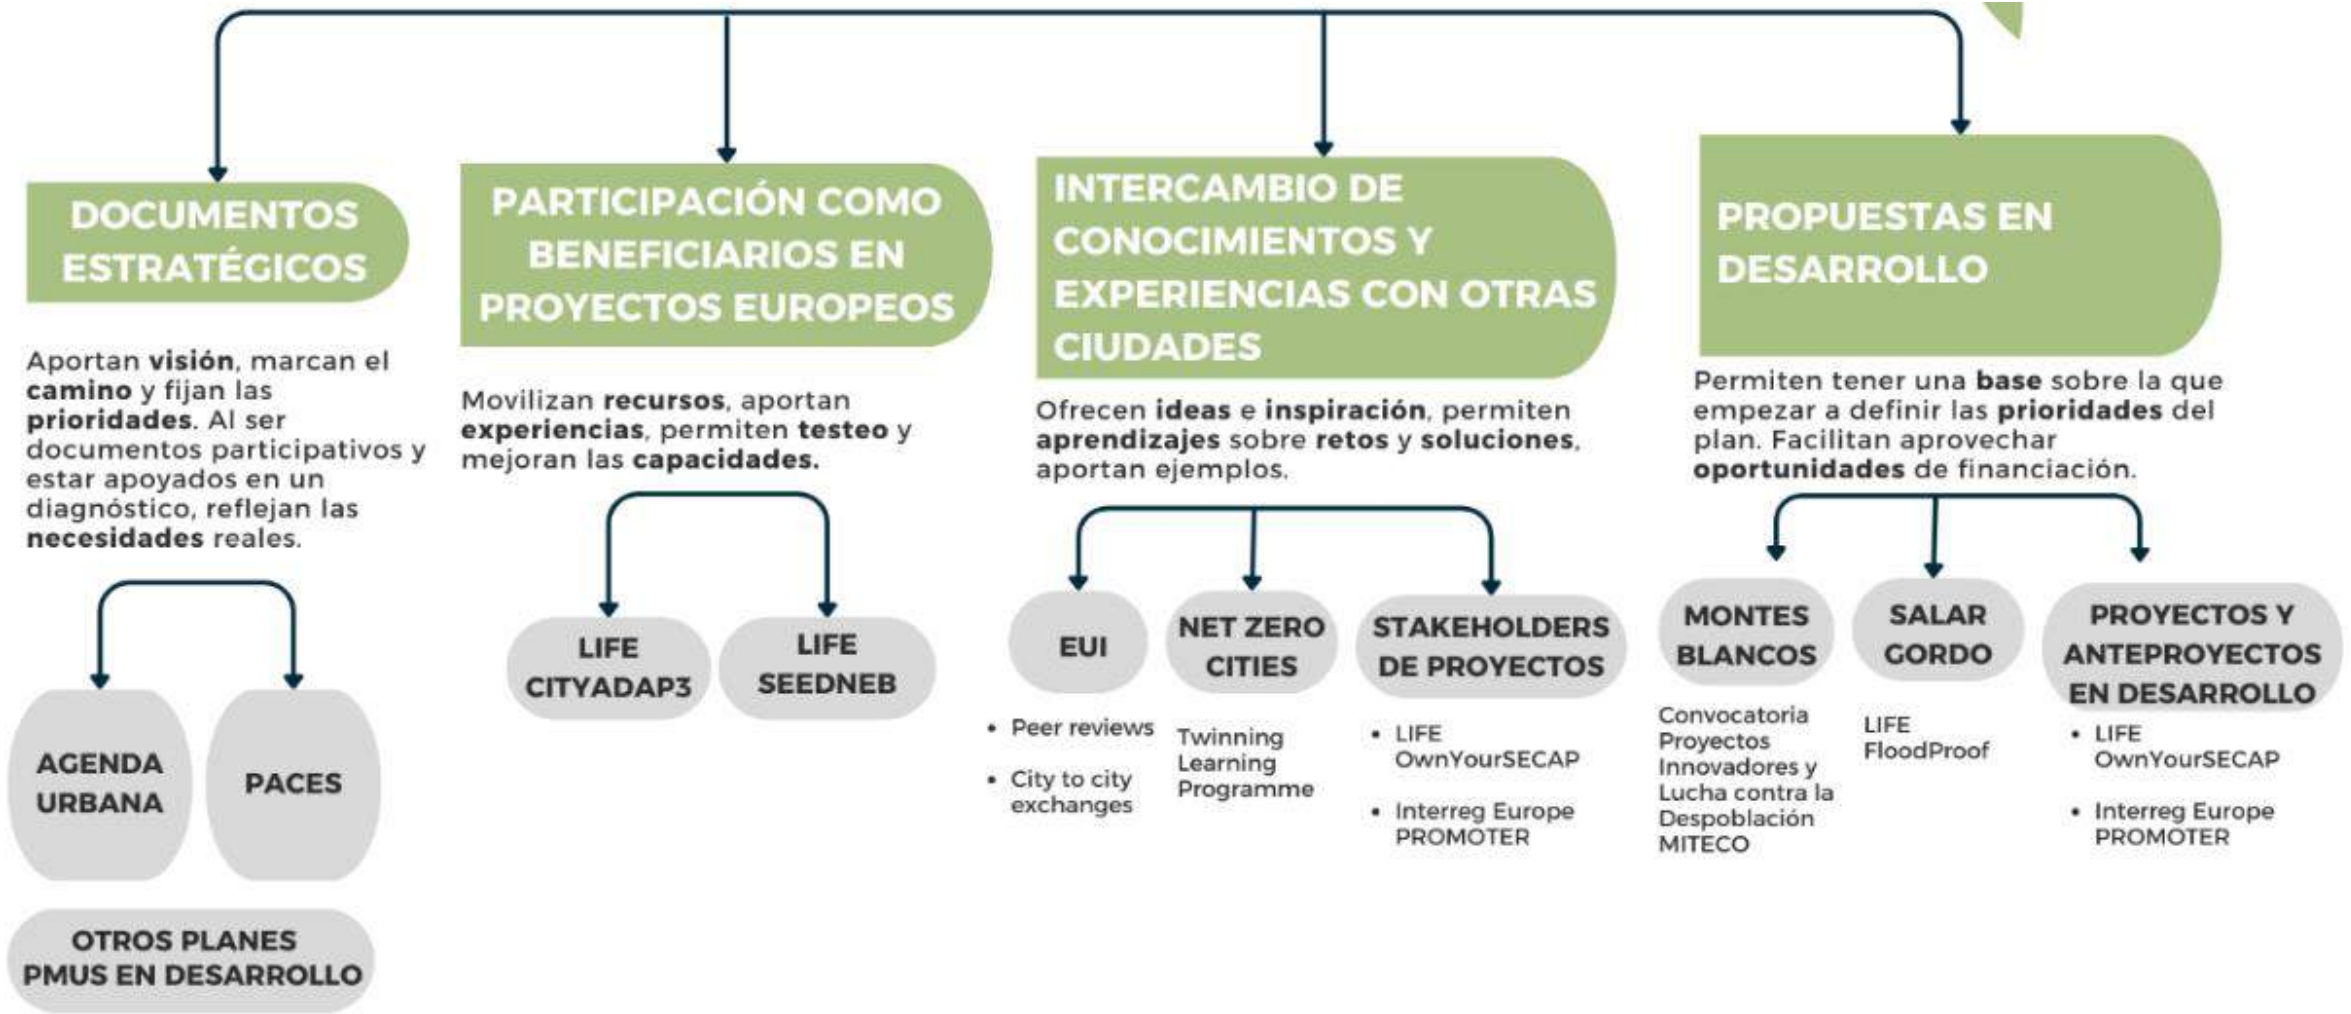 DOCUMENTOS
ESTRATÉGICOS
Aportan visión, marcan el
camino y fijan las
prioridades. Al ser
documentos participativos y
estar apoyados en un
diagnóstico, reflejan las
necesidades reales.
AGENDA
URBANA
PACES
OTROS PLANES
PMUS EN DESARROLLO
PARTICIPACIÓN COMO
BENEFICIARIOS EN
PROYECTOS EUROPEOS
Movilizan recursos, aportan
experiencias, permiten testeo y
mejoran las capacidades.
LIFE
CITYADAP3
LIFE
SEEDNEB
INTERCAMBIO DE
CONOCIMIENTOS Y
EXPERIENCIAS CON OTRAS
CIUDADES
Ofrecen ideas e inspiración, permiten
aprendizajes sobre retos y soluciones,
aportan ejemplos.
EUI
• Peer reviews
• City to city
exchanges
NET ZERO
CITIES
Twinning
Learning
Programme
STAKEHOLDERS
DE PROYECTOS
• LIFE
OwnYourSECAP
• Interreg Europe
PROMOTER
PROPUESTAS EN
DESARROLLO
Permiten tener una base sobre la que
empezar a definir las prioridades del
plan. Facilitan aprovechar
oportunidades de financiación.
MONTES
BLANCOS
Convocatoria
Proyectos
Innovadores y
Lucha contra la
Despoblación
MITECO
SALAR
GORDO
LIFE
FloodProof
PROYECTOS Y
ANTEPROYECTOS
EN DESARROLLO
• LIFE
OwnYourSECAP
• Interreg Europe
PROMOTER